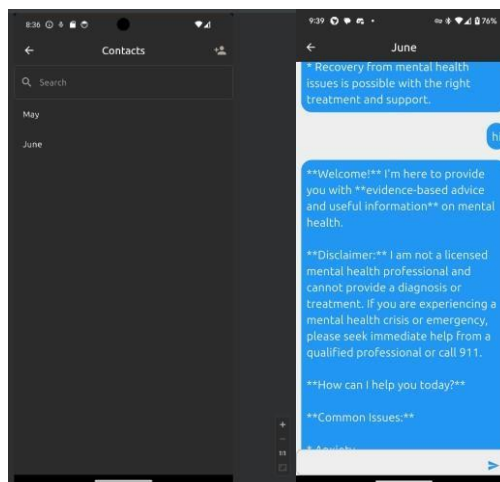 8:36
Contacts
Search
May
June
9:39
76%
June
* Recovery from mental health
issues is possible with the right
treatment and support.
hi
**Welcome!** I'm here to provide
you with **evidence-based advice
and useful information** on mental
health.
**Disclaimer:** I am not a licensed
mental health professional and
cannot provide a diagnosis or
treatment. If you are experiencing a
mental health crisis or emergency,
please seek immediate help from a
qualified professional or call 911.
**How can I help you today?**
**Common Issues:**
* Anxiety